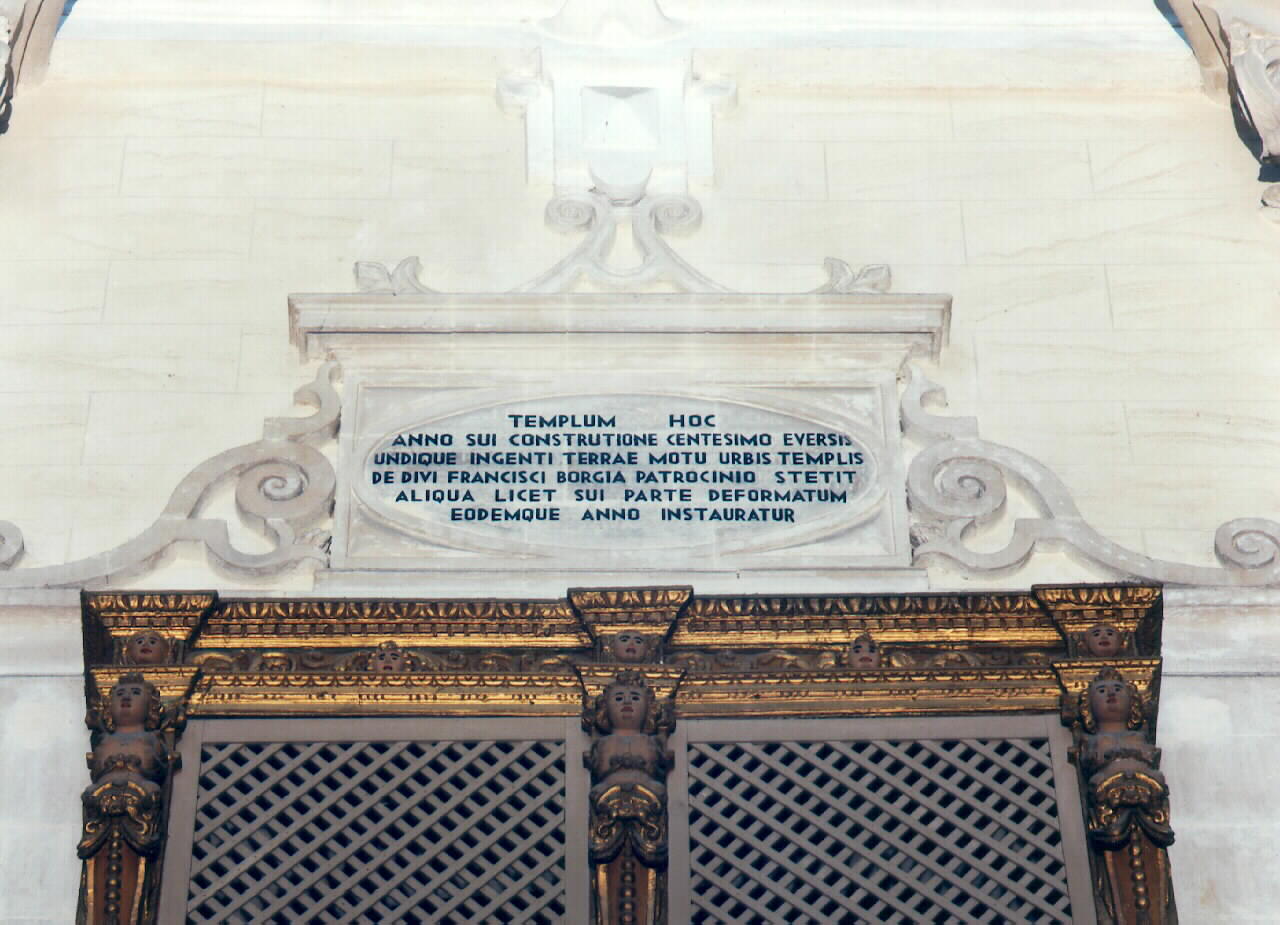 TEMPLUM HOC
ANNO SUI CONSTRUTIONE CENTESIMO EVERSIS
UNDIQUE INGENTI TERRAE MOTU URBIS TEMPLIS
DE DIVI FRANCISCI BORGIA PATROCINIO STETIT
ALIQUA LICET SUI PARTE DEFORMATUM
EODEMQUE ANNO INSTAURATUR